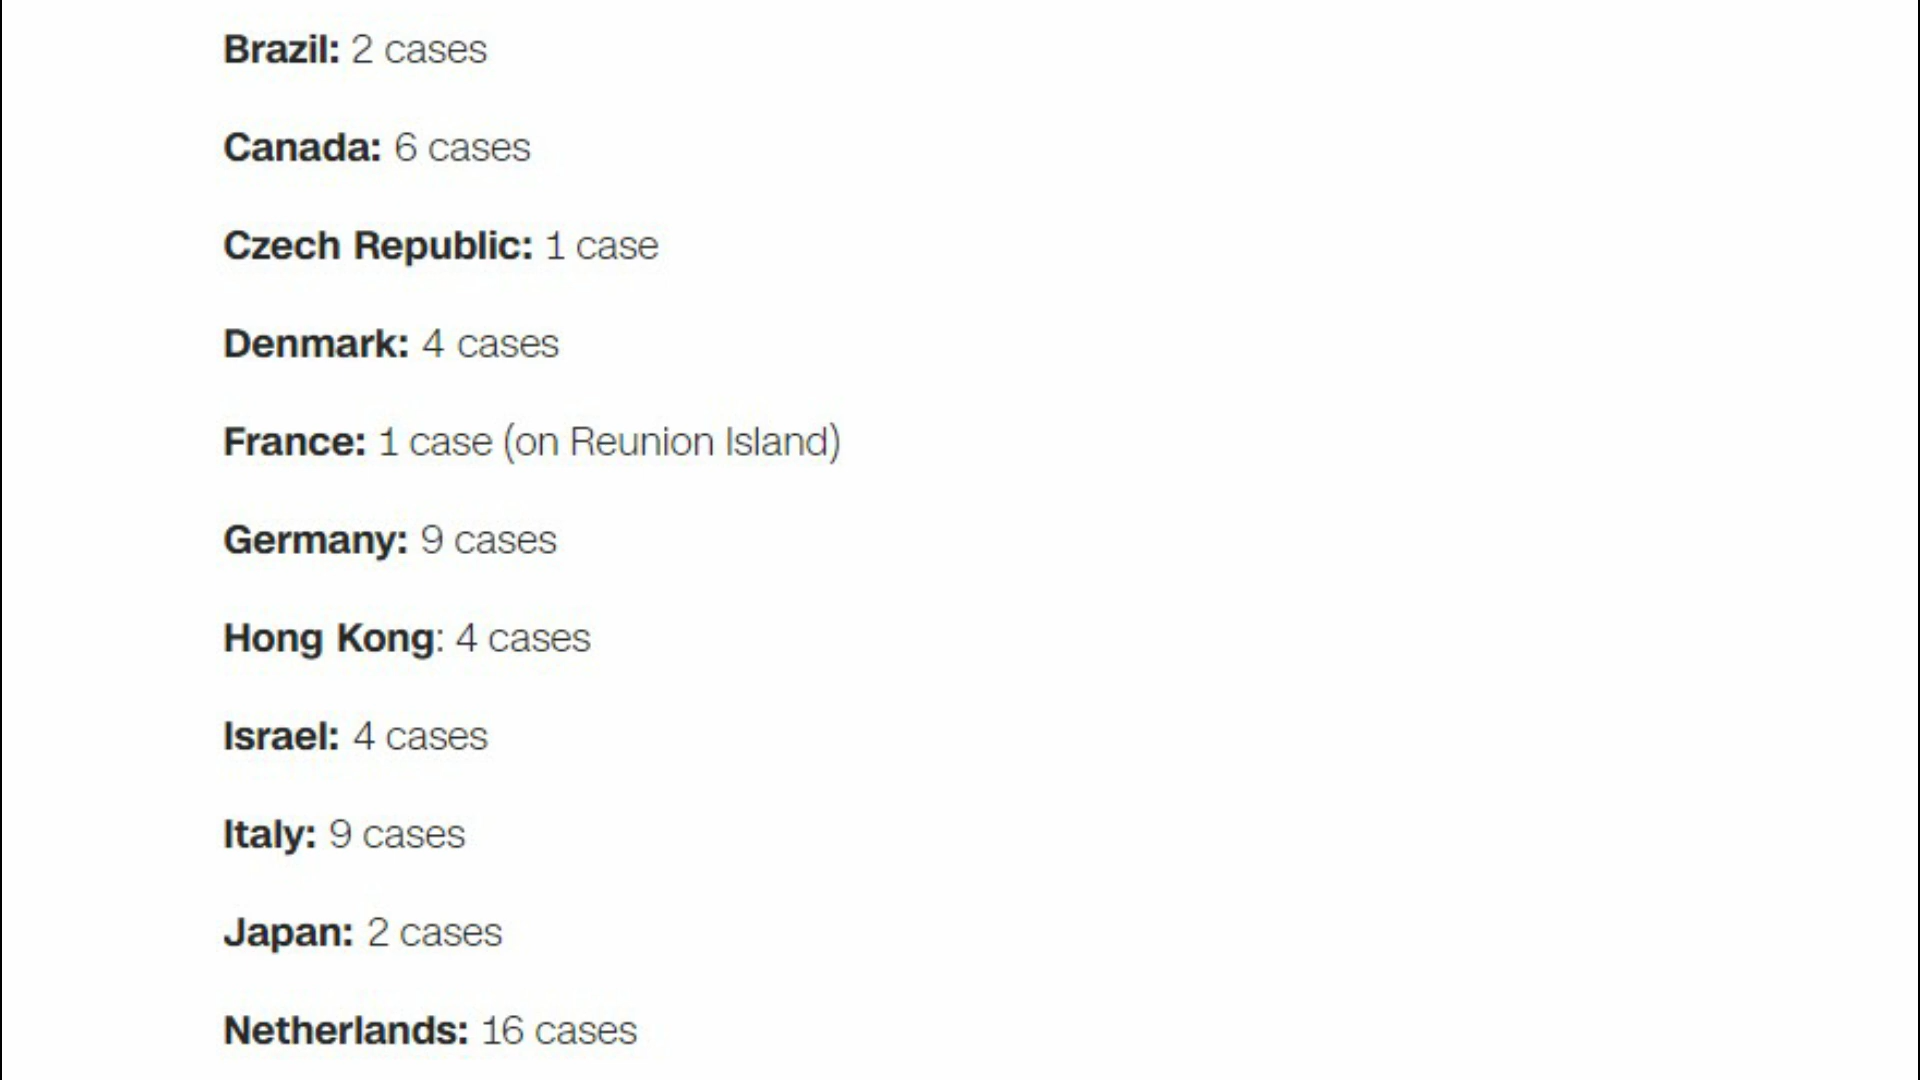 Brazil: 2 cases
Canada: 6 cases
Czech Republic: 1 case
Denmark: 4 cases
France: 1 case (on Reunion Island)
Germany: 9 cases
Hong Kong: 4 cases
Israel: 4 cases
Italy: 9 cases
Japan: 2 cases
Netherlands: 16 cases